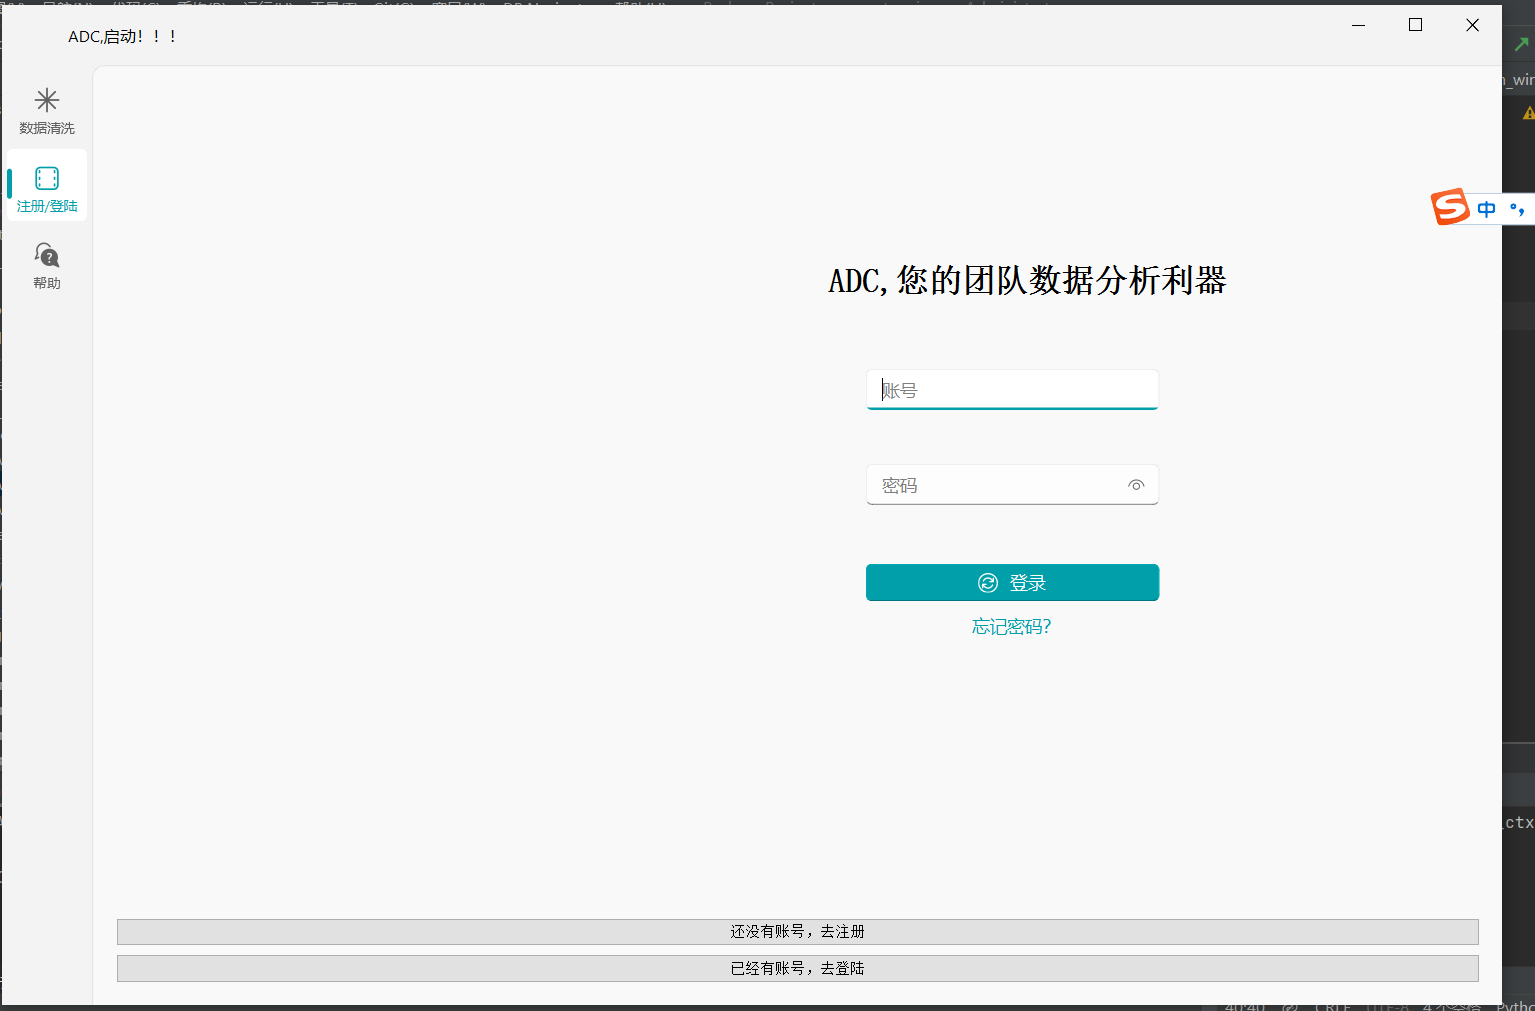 ADC,启动！！！
数据清洗
注册/登陆
帮助
ADC,您的团队数据分析利器
账号
密码
登录
忘记密码?
还没有账号，去注册
已经有账号，去登陆
中 °,
_win
_ctx